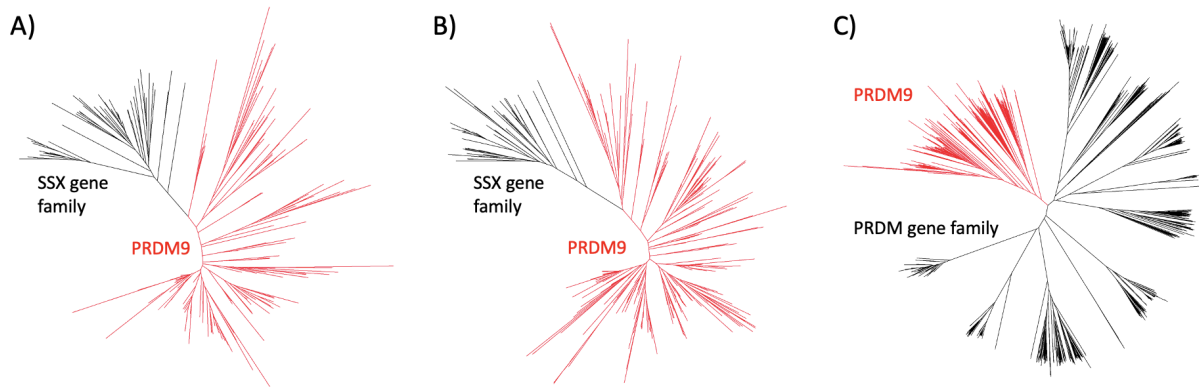 A)
SSX gene
family
PRDM9
B)
SSX gene
family
PRDM9
C)
PRDM9
PRDM gene family